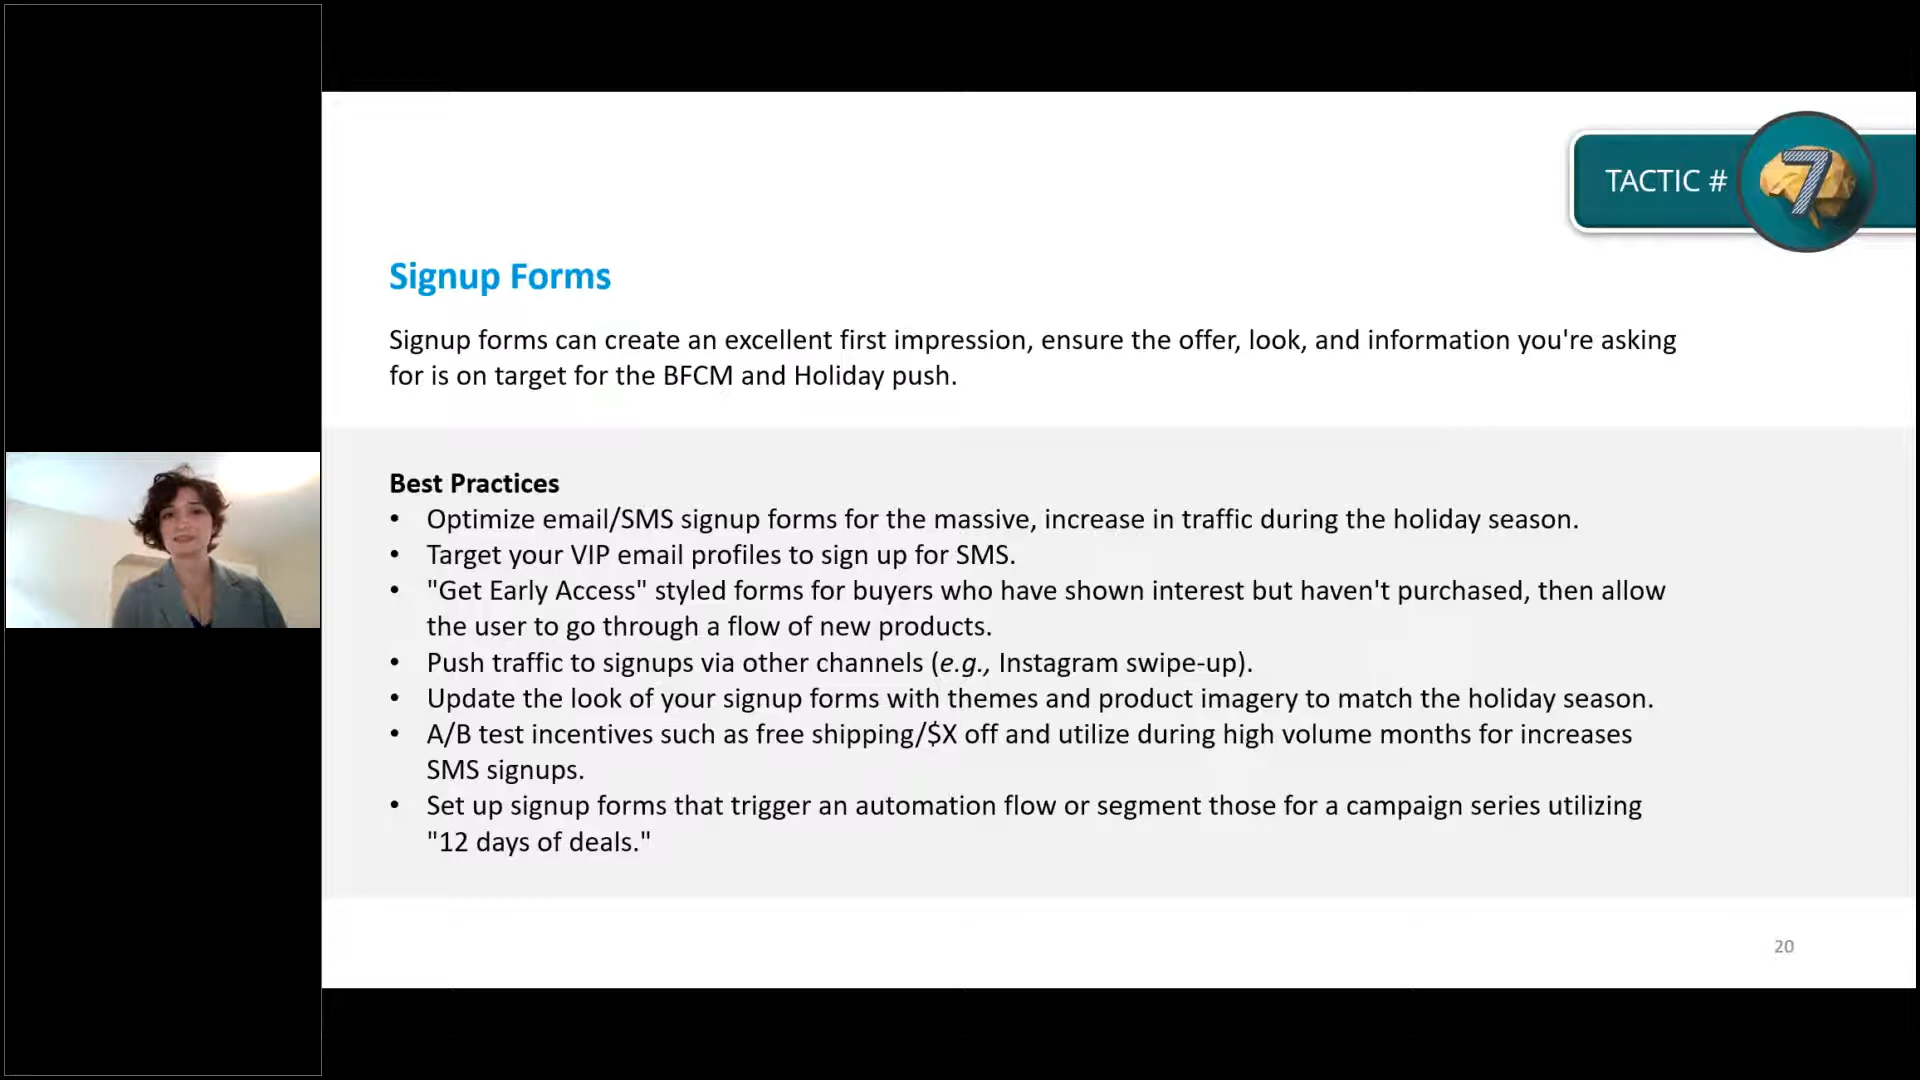 TACTIC # 7
Signup Forms
Signup forms can create an excellent first impression, ensure the offer, look, and information you're asking
for is on target for the BFCM and Holiday push.
Best Practices
• Optimize email/SMS signup forms for the massive, increase in traffic during the holiday season.
• Target your VIP email profiles to sign up for SMS.
• "Get Early Access" styled forms for buyers who have shown interest but haven't purchased, then allow
the user to go through a flow of new products.
• Push traffic to signups via other channels (e.g., Instagram swipe-up).
• Update the look of your signup forms with themes and product imagery to match the holiday season.
• A/B test incentives such as free shipping/$X off and utilize during high volume months for increases
SMS signups.
• Set up signup forms that trigger an automation flow or segment those for a campaign series utilizing
"12 days of deals."
20